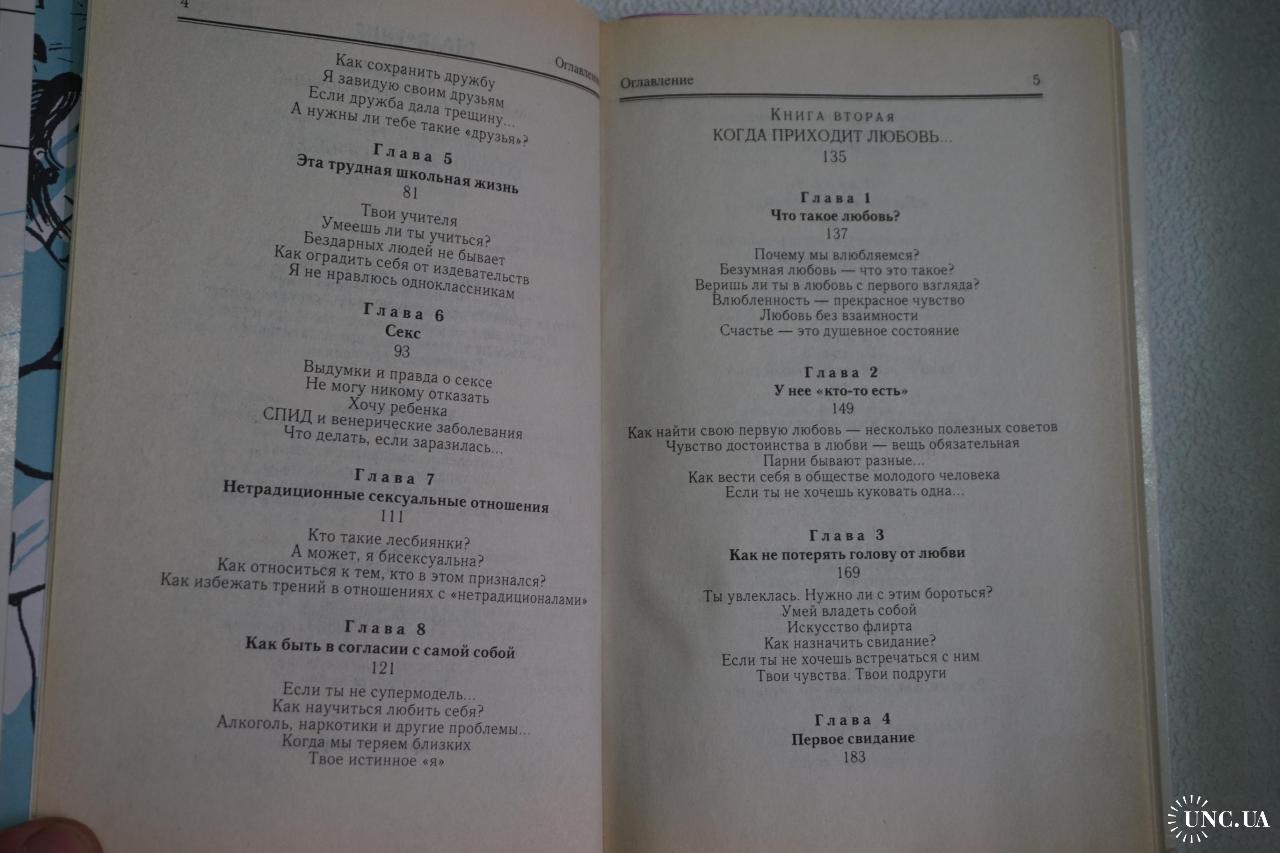 4
Оглавление
Как сохранить дружбу
Я завидую своим друзьям
Если дружба дала трещину...
А нужны ли тебе такие «друзья»?
Глава 5
Эта трудная школьная жизнь
81
Твои учителя
Умеешь ли ты учиться?
Бездарных людей не бывает
Как оградить себя от издевательств
Я не нравлюсь одноклассникам
Глава 6
Секс
93
Выдумки и правда о сексе
Не могу никому отказать
Хочу ребенка
СПИД и венерические заболевания
Что делать, если заразилась...
Глава 7
Нетрадиционные сексуальные отношения
111
Кто такие лесбиянки?
А может, я бисексуальна?
Как относиться к тем, кто в этом признался?
Как избежать трений в отношениях с «нетрадиционалами»
Глава 8
Как быть в согласии с самой собой
121
Если ты не супермодель...
Как научиться любить себя?
Алкоголь, наркотики и другие проблемы...
Когда мы теряем близких
Твое истинное «я»
Оглавление 5
Книга вторая
КОГДА ПРИХОДИТ ЛЮБОВЬ...
135
Глава 1
Что такое любовь?
137
Почему мы влюбляемся?
Безумная любовь — что это такое?
Веришь ли ты в любовь с первого взгляда?
Влюбленность — прекрасное чувство
Любовь без взаимности
Счастье — это душевное состояние
Глава 2
У нее «кто-то есть»
149
Как найти свою первую любовь — несколько полезных советов
Чувство достоинства в любви — вещь обязательная
Парни бывают разные...
Как вести себя в обществе молодого человека
Если ты не хочешь куковать одна...
Глава 3
Как не потерять голову от любви
169
Ты увлеклась. Нужно ли с этим бороться?
Умей владеть собой
Искусство флирта
Как назначить свидание?
Если ты не хочешь встречаться с ним
Твои чувства. Твои подруги
Глава 4
Первое свидание
183
UNC.UA